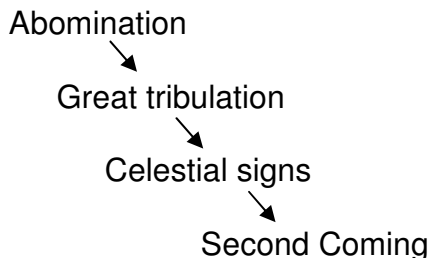 Abomination
Great tribulation
Celestial signs
Second Coming